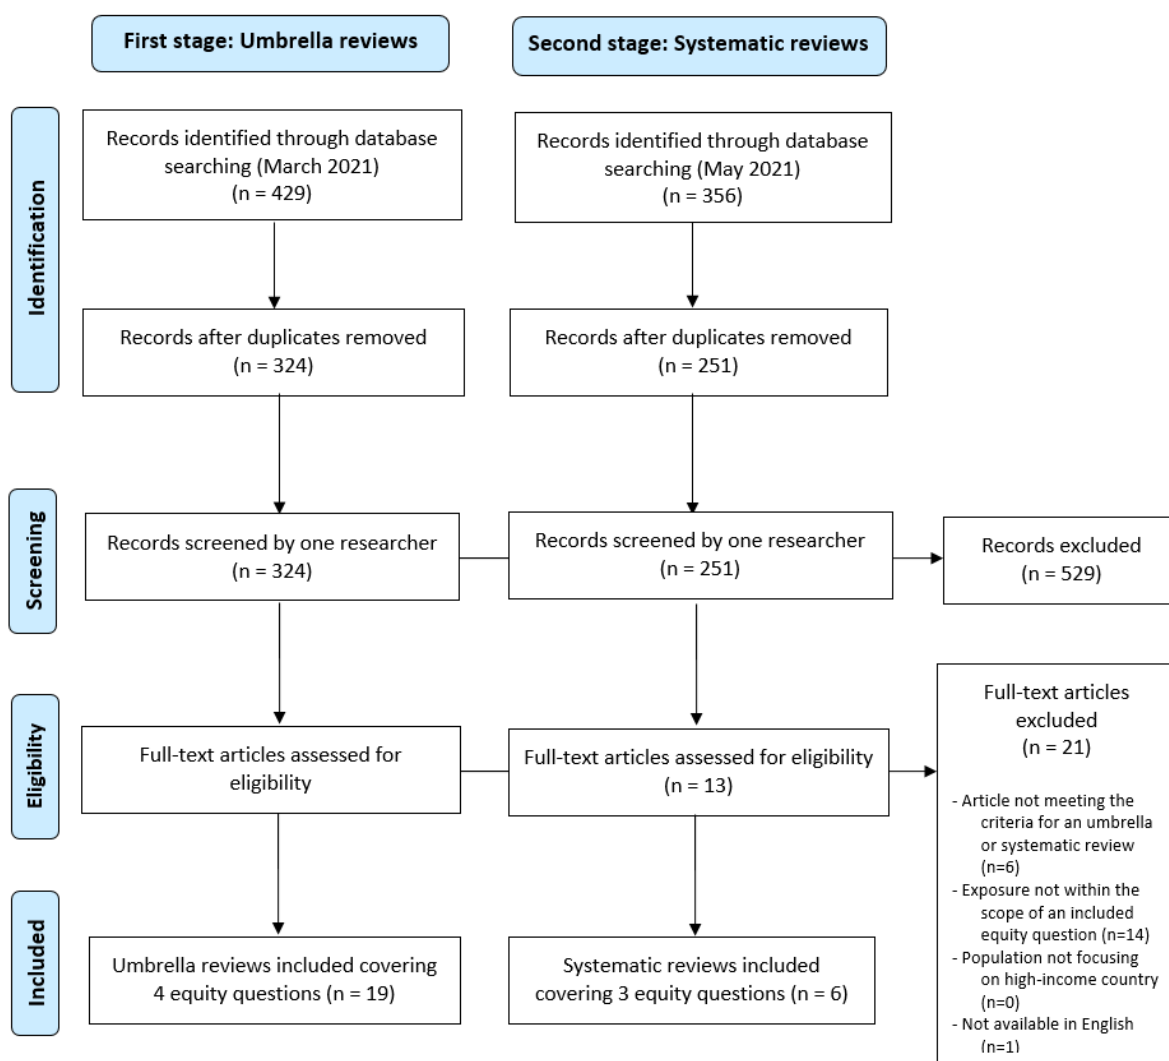 First stage: Umbrella reviews
Second stage: Systematic reviews
Identification
Records identified through database
searching (March 2021)
(n = 429)
Records identified through database
searching (May 2021)
(n = 356)
Records after duplicates removed
(n = 324)
Records after duplicates removed
(n = 251)
Screening
Records screened by one researcher
(n = 324)
Records screened by one researcher
(n = 251)
Records excluded
(n = 529)
Eligibility
Full-text articles assessed for
eligibility
Full-text articles assessed for eligibility
(n = 13)
Full-text articles
excluded
(n = 21)
- Article not meeting the
criteria for an umbrella
or systematic review
(n=6)
- Exposure not within the
scope of an included
equity question (n=14)
- Population not focusing
on high-income country
(n=0)
- Not available in English
(n=1)
Included
Umbrella reviews included covering
4 equity questions (n = 19)
Systematic reviews included
covering 3 equity questions (n = 6)